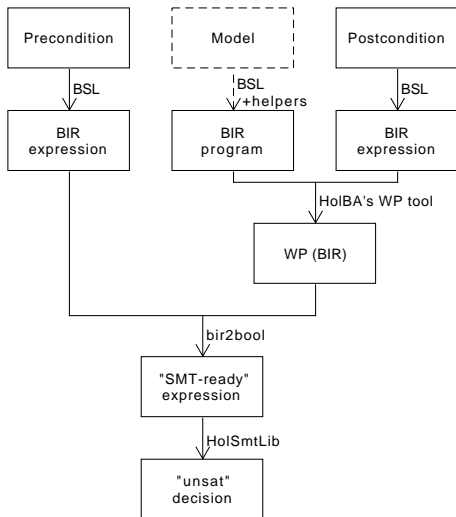 Precondition
Model
Postcondition
BSL
BSL
+helpers
BSL
BIR
expression
BIR
program
BIR
expression
HolBA's WP tool
WP (BIR)
bir2bool
"SMT-ready"
expression
HolSmtLib
"unsat"
decision